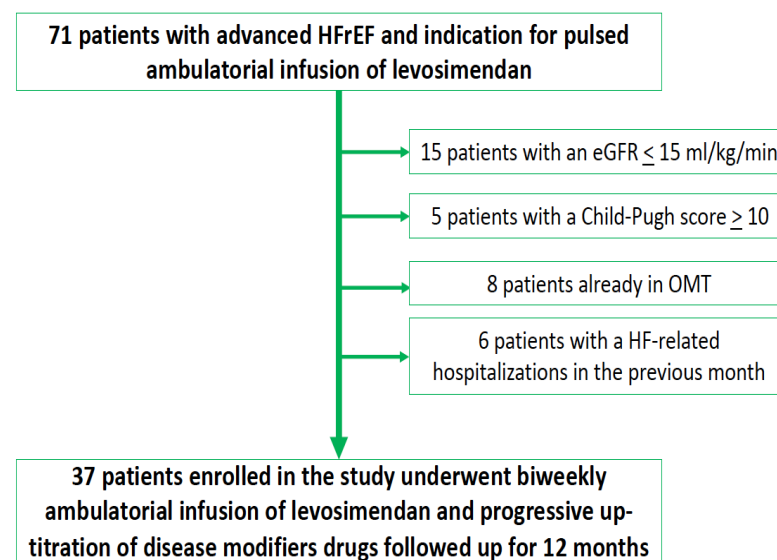 71 patients with advanced HFrEF and indication for pulsed
ambulatorial infusion of levosimendan
15 patients with an eGFR ≤ 15 ml/kg/min
5 patients with a Child-Pugh score ≥ 10
8 patients already in OMT
6 patients with a HF-related
hospitalizations in the previous month
37 patients enrolled in the study underwent biweekly
ambulatorial infusion of levosimendan and progressive up-
titration of disease modifiers drugs followed up for 12 months